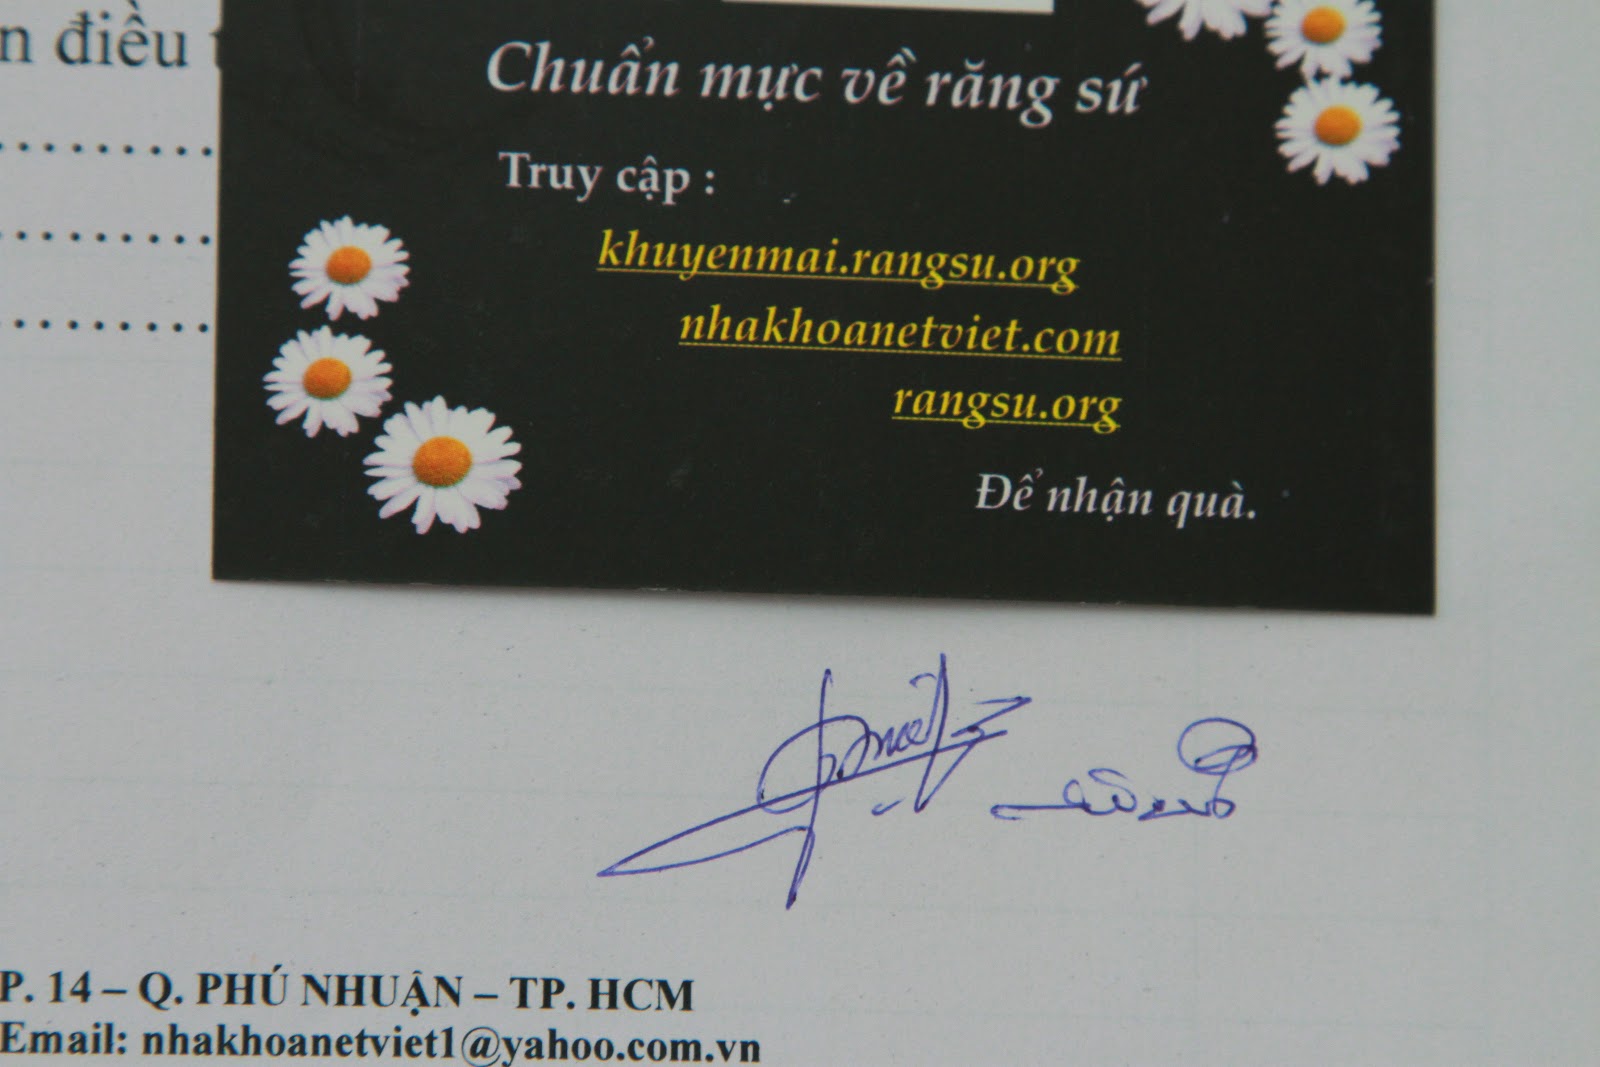 n điều
Chuẩn mực về răng sứ
Truy cập :
khuyenmai.rangsu.org
nhakhoanetviet.com
rangsu.org
Để nhận quà.
P. 14 – Q. PHÚ NHUẬN – TP. HCM
Email: nhakhoanetviet1@yahoo.com.vn